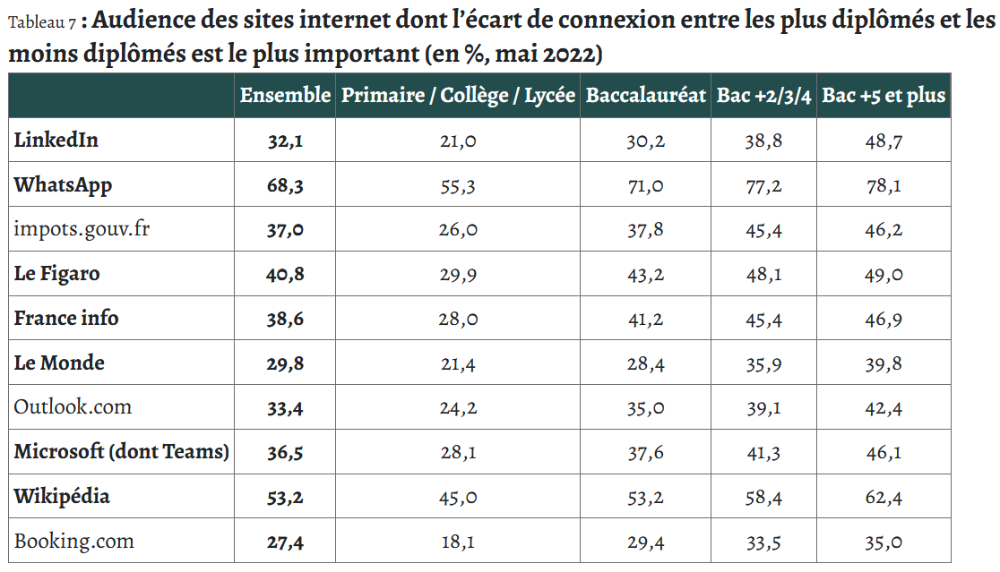 Tableau 7 : Audience des sites internet dont l’écart de connexion entre les plus diplômés et les
moins diplômés est le plus important (en %, mai 2022)
Ensemble Primaire / Collège / Lycée Baccalauréat Bac +2/3/4 Bac +5 et plus
LinkedIn 32,1 21,0 30,2 38,8 48,7
WhatsApp 68,3 55,3 71,0 77,2 78,1
impots.gouv.fr 37,0 26,0 37,8 45,4 46,2
Le Figaro 40,8 29,9 43,2 48,1 49,0
France info 38,6 28,0 41,2 45,4 46,9
Le Monde 29,8 21,4 28,4 35,9 39,8
Outlook.com 33,4 24,2 35,0 39,1 42,4
Microsoft (dont Teams) 36,5 28,1 37,6 41,3 46,1
Wikipédia 53,2 45,0 53,2 58,4 62,4
Booking.com 27,4 18,1 29,4 33,5 35,0